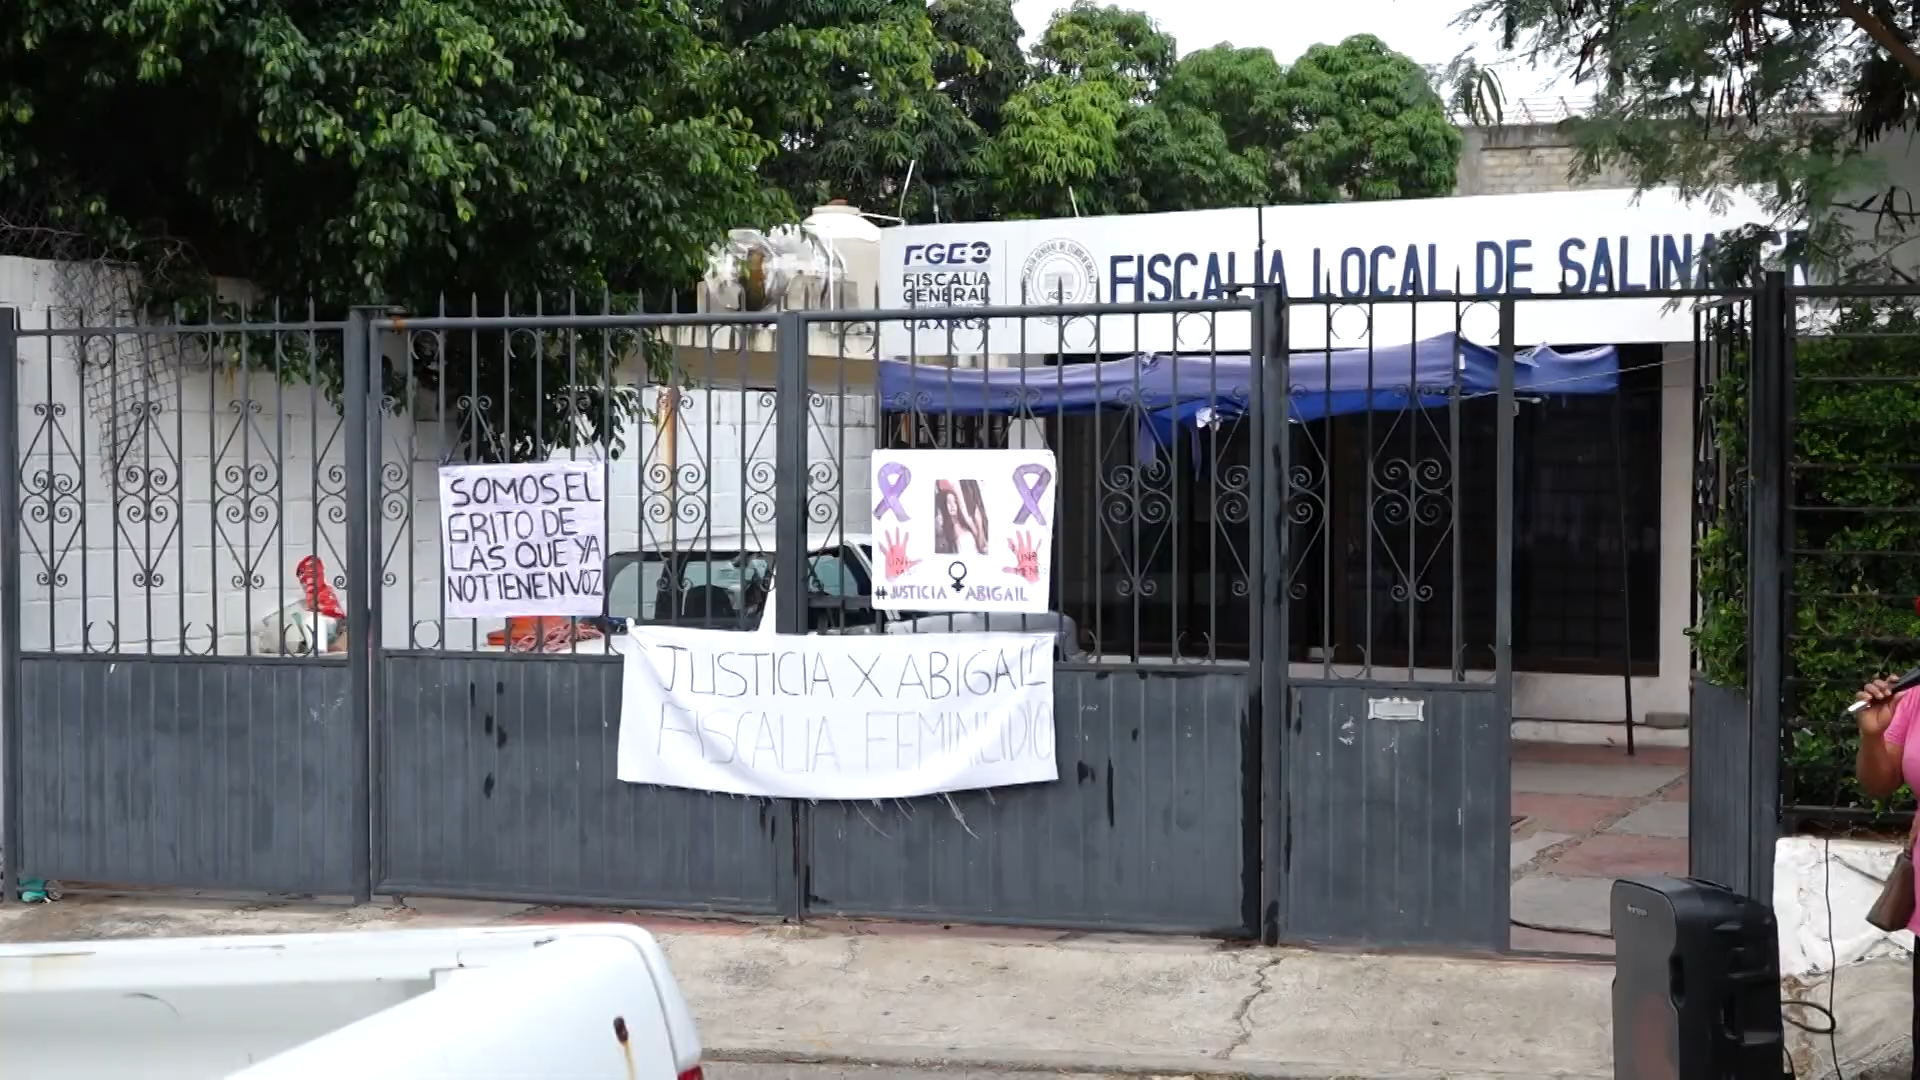 FGEO
FISCALÍA
GENERAL
OAXACA
FISCALIA LOCAL DE SALINA
SOMOS EL
GRITO DE
LAS QUE YA
NO TIENEN VOZ
#JUSTICIA ABIGAIL
JUSTICIA X ABIGAIL
FISCALIA FEMINICIDIO